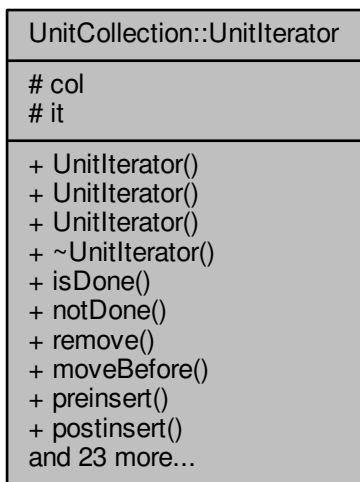 UnitCollection::UnitIterator
# col
# it
+ UnitIterator()
+ UnitIterator()
+ UnitIterator()
+ ~UnitIterator()
+ isDone()
+ notDone()
+ remove()
+ moveBefore()
+ preinsert()
+ postinsert()
and 23 more...